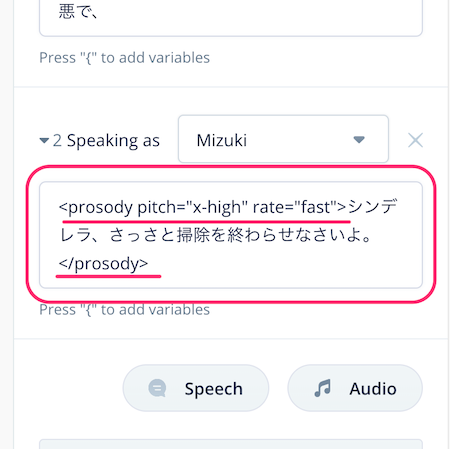 悪で、
Press "{" to add variables
2 Speaking as
Mizuki
<prosody pitch="x-high" rate="fast">シンデ
レラ、さっさと掃除を終わらせなさいよ。
</prosody>
Press "{" to add variables
Speech
Audio